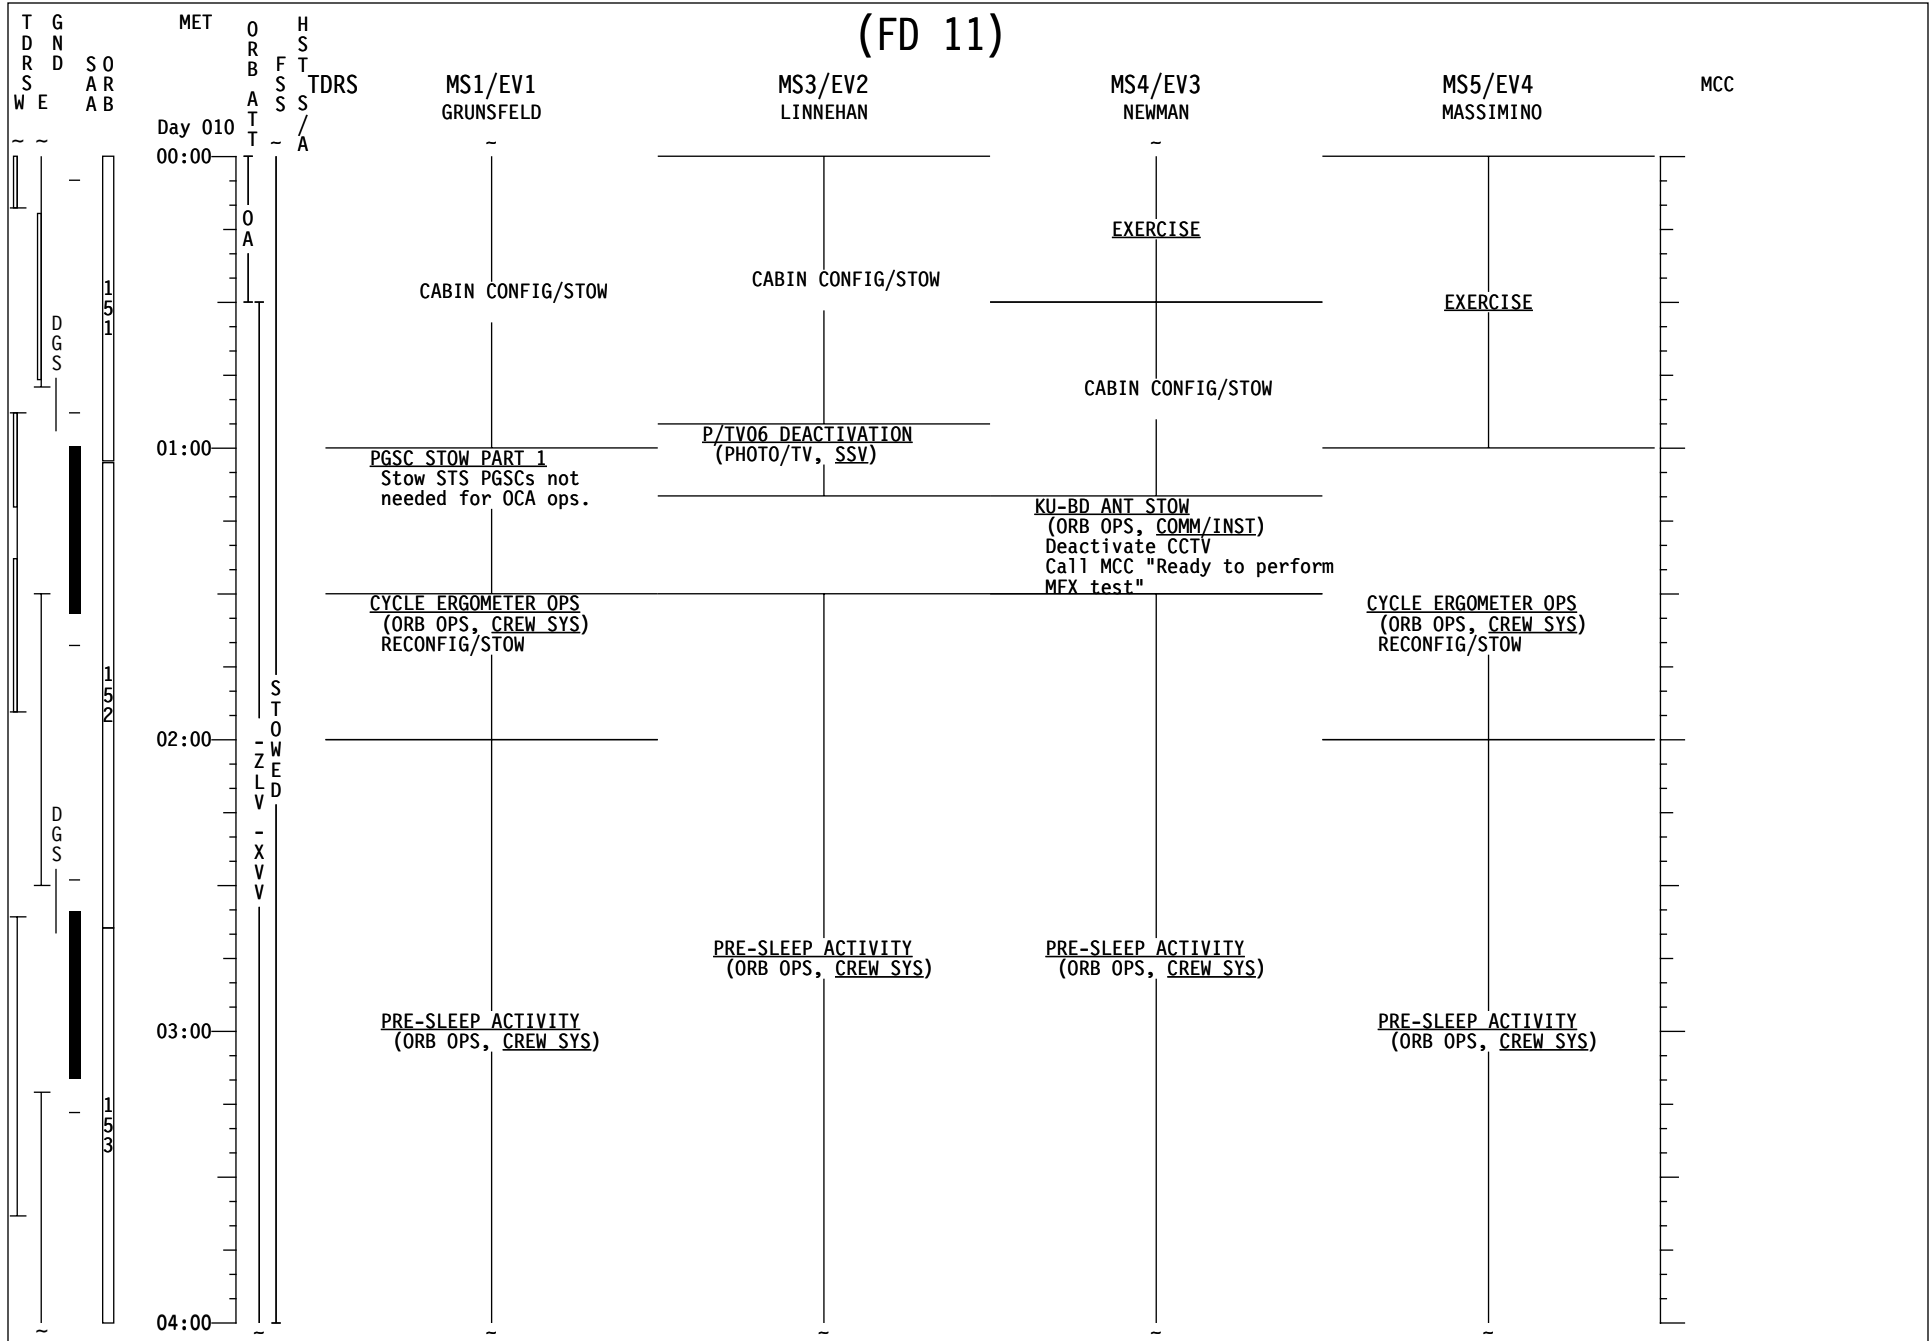 (FD 11)
TDRS W E
GND
SAA
ORB
MET
ORB ATT
FSS
HST S/A
TDRS
MS1/EV1
GRUNSFELD
MS3/EV2
LINNEHAN
MS4/EV3
NEWMAN
MS5/EV4
MASSIMINO
MCC
Day 010
~ ~ ~ ~ ~
00:00
OA
EXERCISE
CABIN CONFIG/STOW
CABIN CONFIG/STOW
151
EXERCISE
DGS
CABIN CONFIG/STOW
01:00
P/TV06 DEACTIVATION
(PHOTO/TV, SSV)
PGSC STOW PART 1
Stow STS PGSCs not
needed for OCA ops.
KU-BD ANT STOW
(ORB OPS, COMM/INST)
Deactivate CCTV
Call MCC "Ready to perform
MFX test"
CYCLE ERGOMETER OPS
(ORB OPS, CREW SYS)
RECONFIG/STOW
CYCLE ERGOMETER OPS
(ORB OPS, CREW SYS)
RECONFIG/STOW
152
STOWED
02:00
-ZLV -XVV
DGS
PRE-SLEEP ACTIVITY
(ORB OPS, CREW SYS)
PRE-SLEEP ACTIVITY
(ORB OPS, CREW SYS)
03:00
PRE-SLEEP ACTIVITY
(ORB OPS, CREW SYS)
PRE-SLEEP ACTIVITY
(ORB OPS, CREW SYS)
153
04:00
~ ~ ~ ~ ~ ~